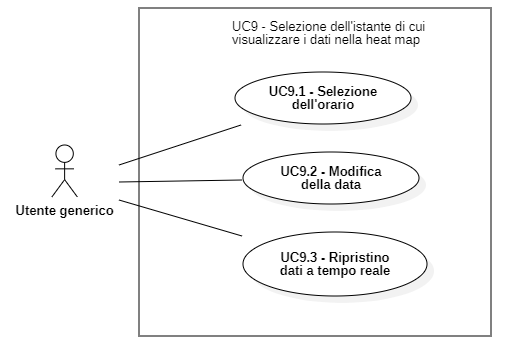 UC9 - Selezione dell'istante di cui
visualizzare i dati nella heat map
UC9.1 - Selezione
dell'orario
UC9.2 - Modifica
della data
Utente generico
UC9.3 - Ripristino
dati a tempo reale